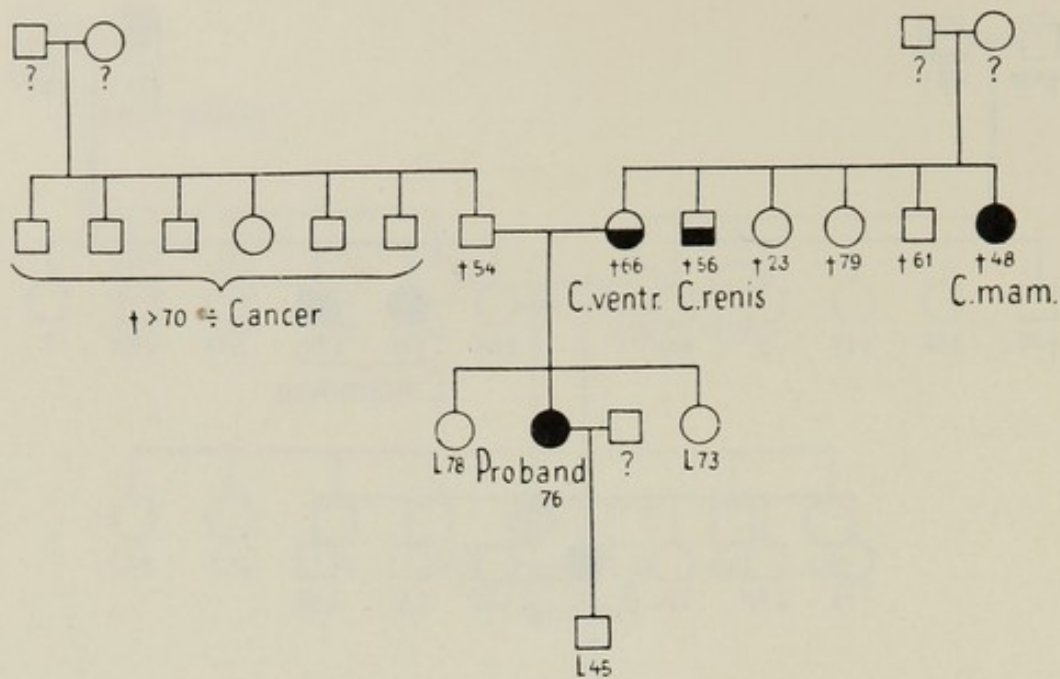 ? ? ? ?
†54 †66 †56 †23 †79 †61 †48
C.ventr. C.renis C.mam.
† >70 ÷ Cancer
L78 Proband ? L73
76
L45